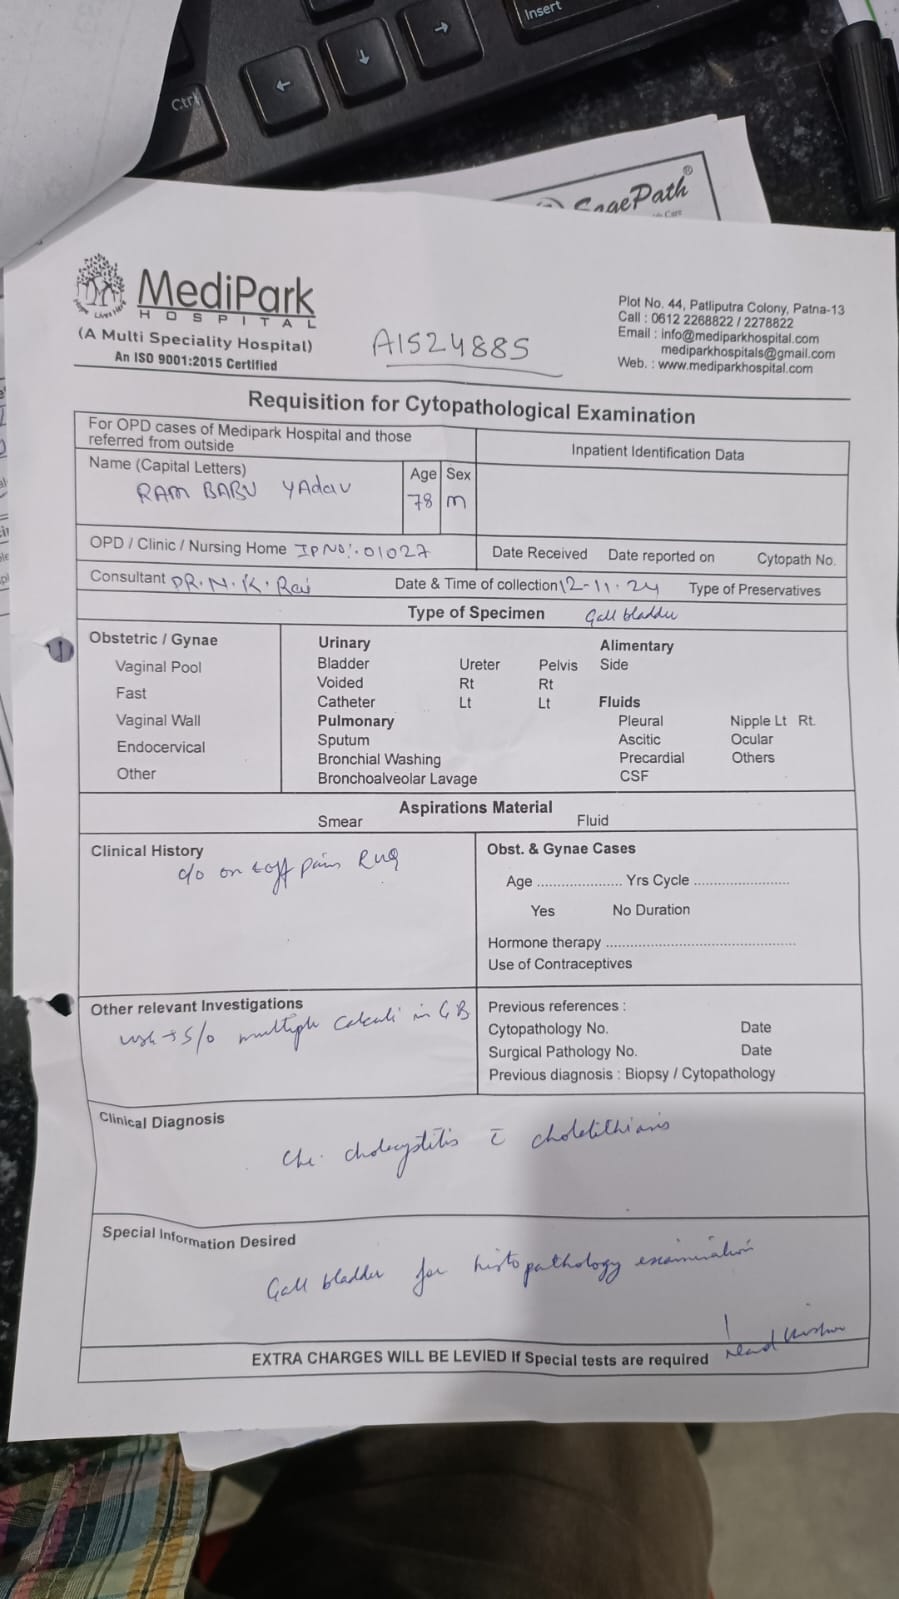 Ctrl
Insert
SagePath
MediPark
HOSPITAL
(A Multi Speciality Hospital)
An ISO 9001:2015 Certified
A1524885
Plot No. 44, Patliputra Colony, Patna-13
Call : 0612 2268822 / 2278822
Email : info@mediparkhospital.com
mediparkhospitals@gmail.com
Web. : www.mediparkhospital.com
Requisition for Cytopathological Examination
For OPD cases of Medipark Hospital and those
referred from outside
Inpatient Identification Data
Name (Capital Letters) Age Sex
RAM BABU YAdav 78 m
OPD / Clinic / Nursing Home IP No:. 01027 Date Received Date reported on Cytopath No.
Consultant DR. N. K. Rai Date & Time of collection 12-11-24 Type of Preservatives
Type of Specimen Gall bladder
Obstetric / Gynae
Vaginal Pool
Fast
Vaginal Wall
Endocervical
Other
Urinary
Bladder Ureter Pelvis
Voided Rt Rt
Catheter Lt Lt
Pulmonary
Sputum
Bronchial Washing
Bronchoalveolar Lavage
Alimentary
Side
Fluids
Pleural Nipple Lt Rt.
Ascitic Ocular
Precardial Others
CSF
Aspirations Material
Smear Fluid
Clinical History
c/o on & off pain RUQ
Obst. & Gynae Cases
Age ..................... Yrs Cycle ........................
Yes No Duration
Hormone therapy ................................................
Use of Contraceptives
Other relevant Investigations
S/o multiple calculi in GB
Previous references :
Cytopathology No. Date
Surgical Pathology No. Date
Previous diagnosis : Biopsy / Cytopathology
Clinical Diagnosis
Chr. cholecystitis c̄ cholelithiasis
Special Information Desired
Gall bladder for histopathology examination
EXTRA CHARGES WILL BE LEVIED If Special tests are required